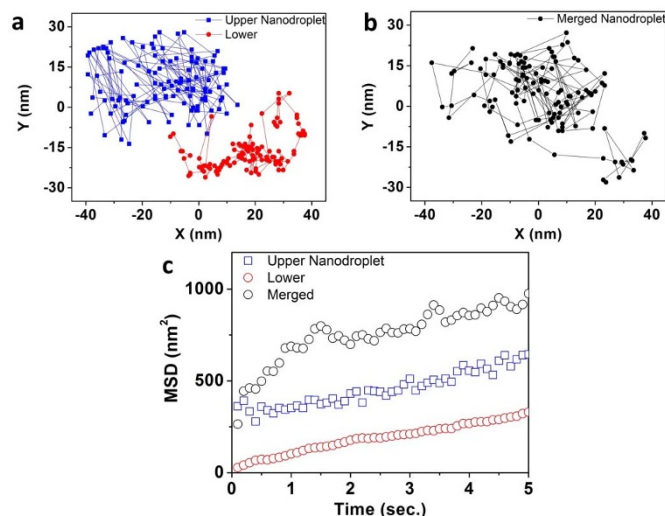 a
Upper Nanodroplet
Lower
Y (nm)
30
15
0
-15
-30
-40 -20 0 20 40
X (nm)
b
Merged Nanodroplet
Y (nm)
30
15
0
-15
-30
-40 -20 0 20 40
X (nm)
c
Upper Nanodroplet
Lower
Merged
MSD (nm²)
1000
500
0
0 1 2 3 4 5
Time (sec.)